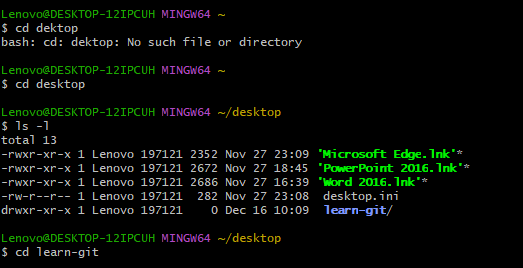 Lenovo@DESKTOP-12IPCUH MINGW64 ~
$ cd dektop
bash: cd: dektop: No such file or directory
Lenovo@DESKTOP-12IPCUH MINGW64 ~
$ cd desktop
Lenovo@DESKTOP-12IPCUH MINGW64 ~/desktop
$ ls -l
total 13
-rwxr-xr-x 1 Lenovo 197121 2352 Nov 27 23:09 'Microsoft Edge.lnk'*
-rwxr-xr-x 1 Lenovo 197121 2672 Nov 27 18:45 'PowerPoint 2016.lnk'*
-rwxr-xr-x 1 Lenovo 197121 2686 Nov 27 16:39 'Word 2016.lnk'*
-rw-r--r-- 1 Lenovo 197121  282 Nov 27 23:08  desktop.ini
drwxr-xr-x 1 Lenovo 197121    0 Dec 16 10:09  learn-git/
Lenovo@DESKTOP-12IPCUH MINGW64 ~/desktop
$ cd learn-git